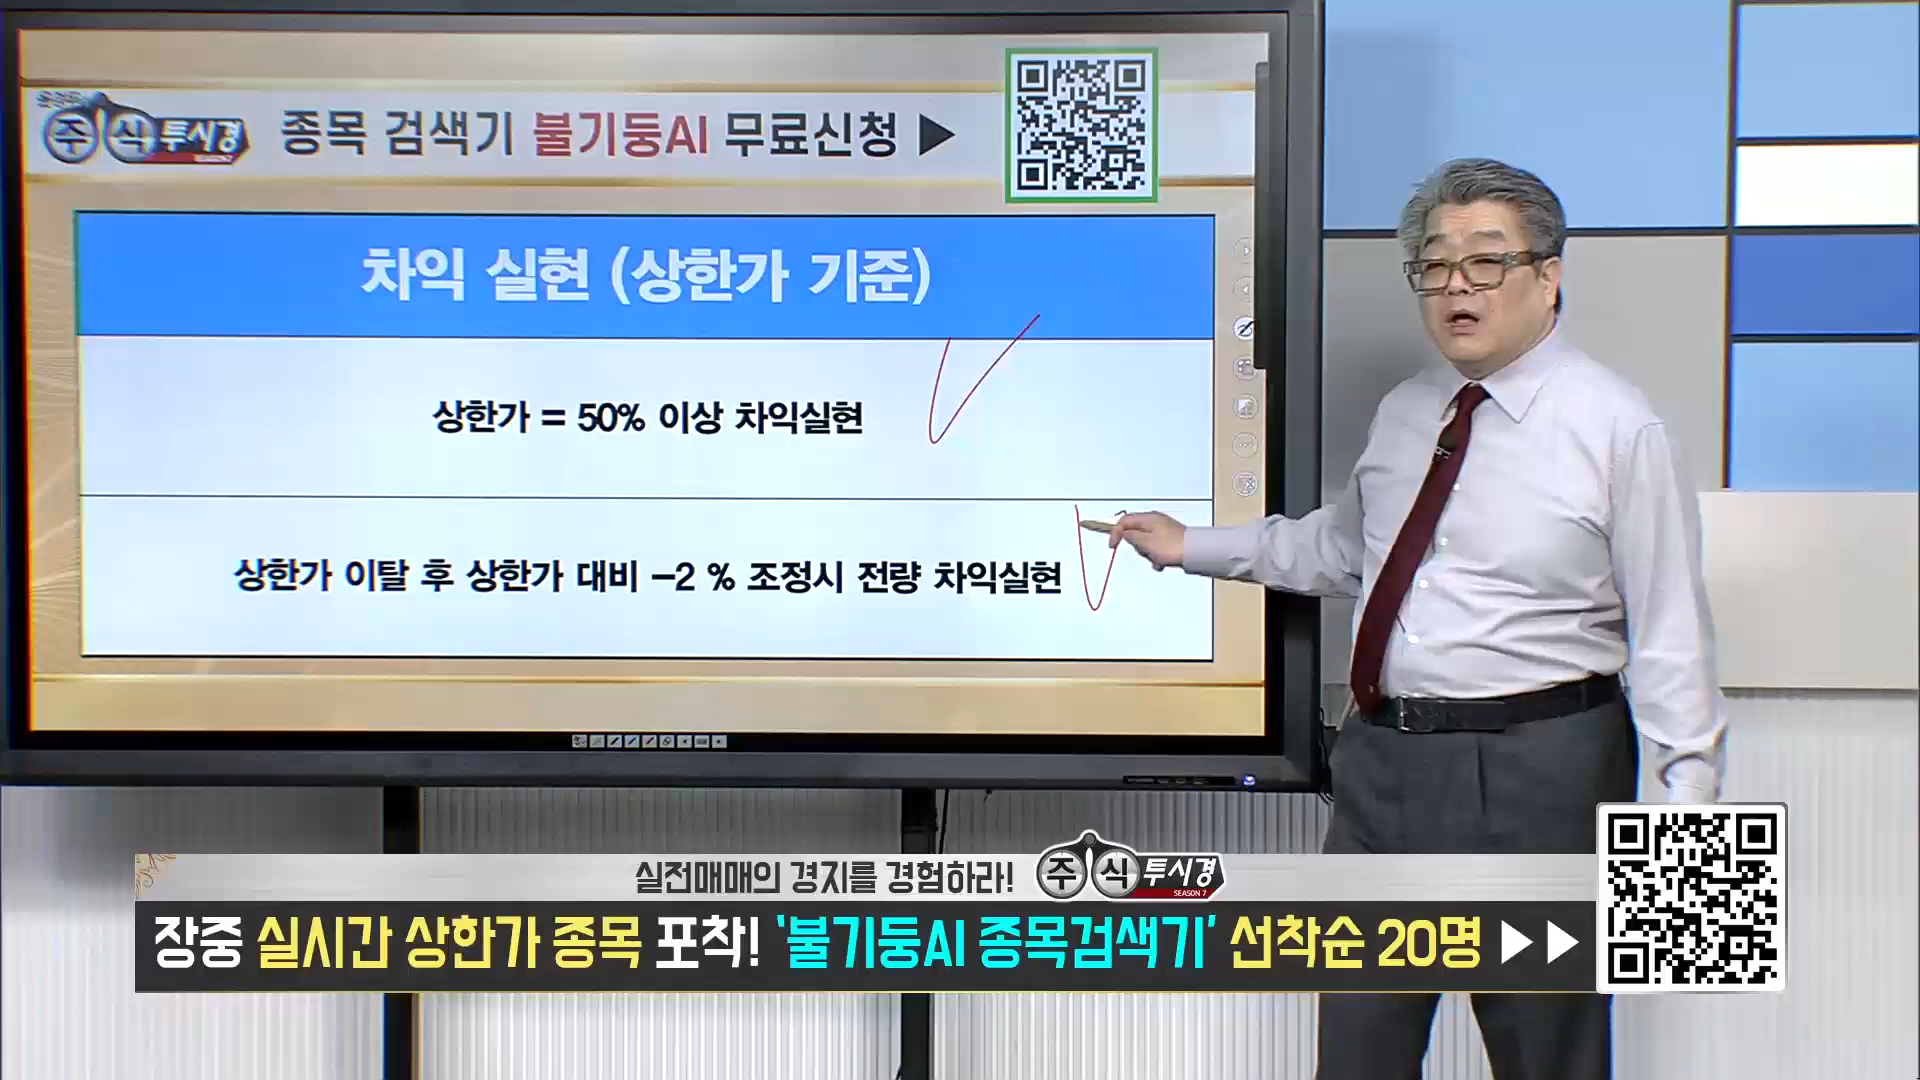 주식투시경
종목 검색기 불기둥AI 무료신청 ▶
차익 실현 (상한가 기준)
상한가 = 50% 이상 차익실현
상한가 이탈 후 상한가 대비 -2 % 조정시 전량 차익실현
실전매매의 경지를 경험하라! 주식투시경
SEASON 7
장중 실시간 상한가 종목 포착! '불기둥AI 종목검색기' 선착순 20명 ▶▶